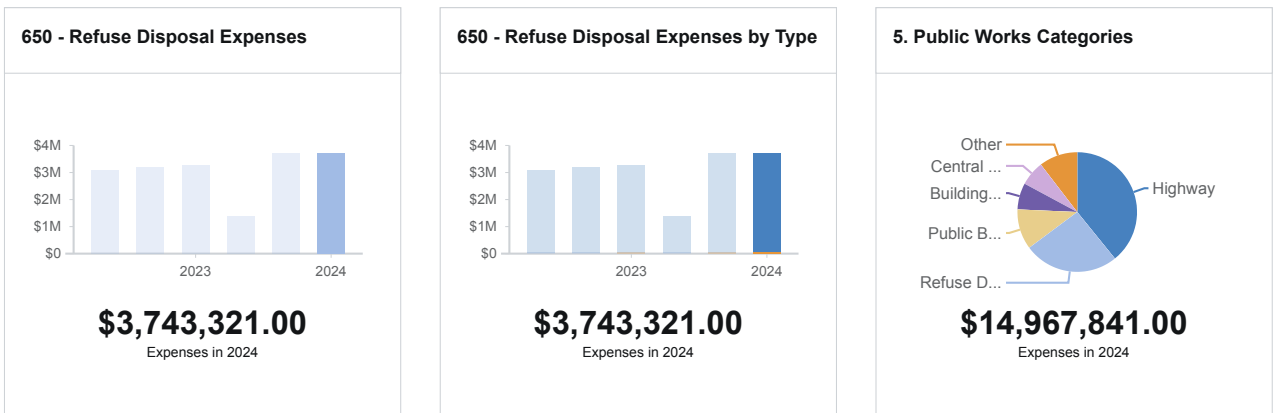 650 - Refuse Disposal Expenses
$4M
$3M
$2M
$1M
$0
2023
2024
$3,743,321.00
Expenses in 2024
650 - Refuse Disposal Expenses by Type
$4M
$3M
$2M
$1M
$0
2023
2024
$3,743,321.00
Expenses in 2024
5. Public Works Categories
Other
Central ...
Building...
Public B...
Refuse D...
Highway
$14,967,841.00
Expenses in 2024